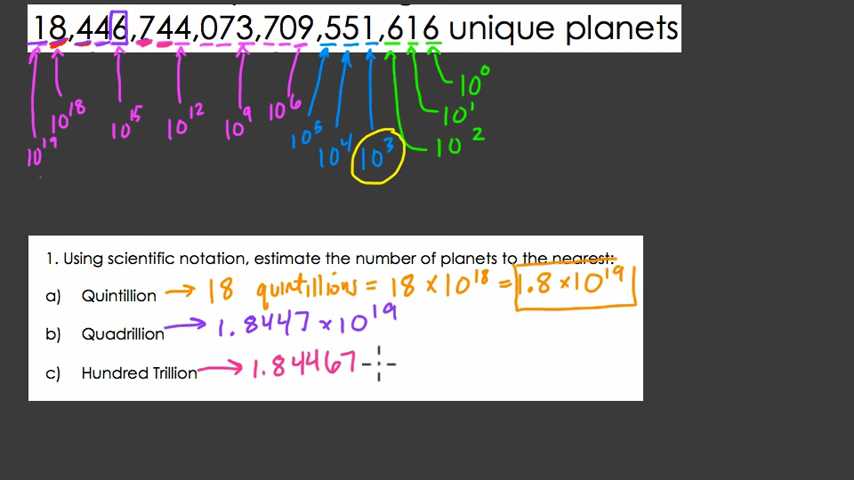 18,446,744,073,709,551,616 unique planets
10^19 10^18 10^15 10^12 10^9 10^6 10^5 10^4 10^3 10^2 10^1 10^0
1. Using scientific notation, estimate the number of planets to the nearest:
a) Quintillion → 18 quintillions = 18 × 10^18 = 1.8 × 10^19
b) Quadrillion → 1.8447 × 10^19
c) Hundred Trillion → 1.84467